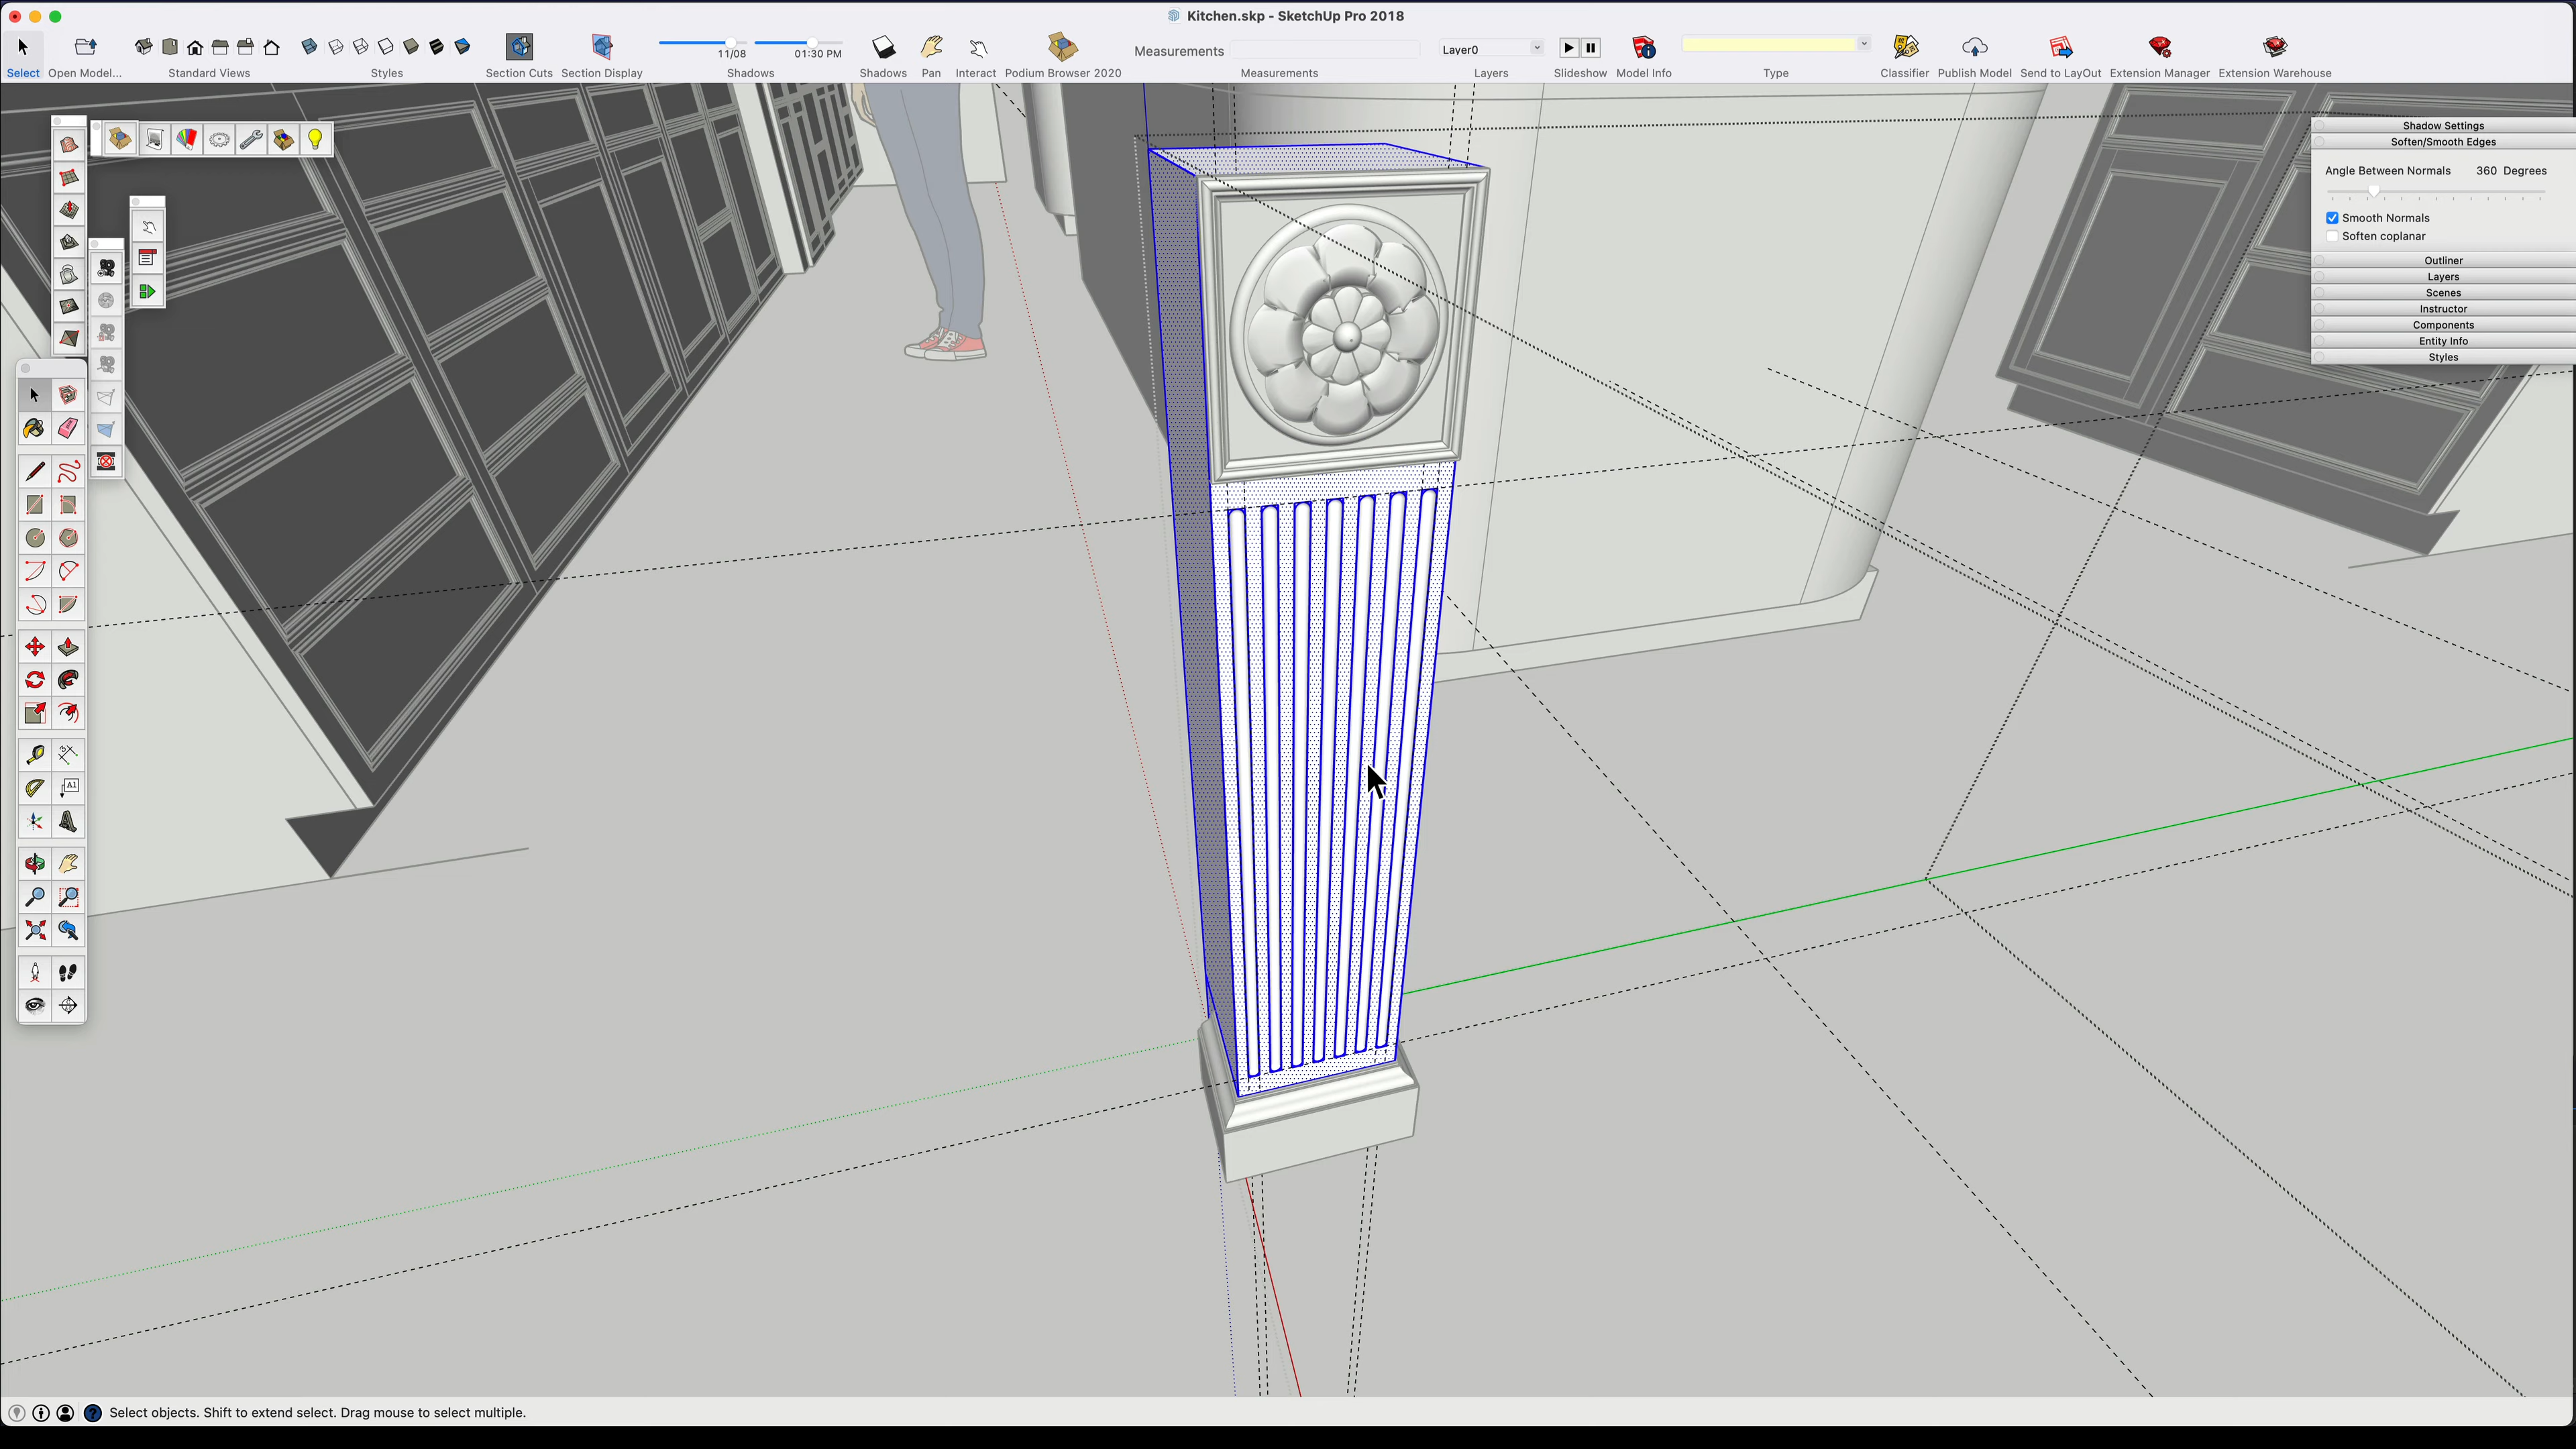 Kitchen.skp - SketchUp Pro 2018
11/08
01:30 PM
Measurements
Layer0
Select
Open Model...
Standard Views
Styles
Section Cuts
Section Display
Shadows
Shadows
Pan
Interact
Podium Browser 2020
Measurements
Layers
Slideshow
Model Info
Type
Classifier
Publish Model
Send to LayOut
Extension Manager
Extension Warehouse
Shadow Settings
Soften/Smooth Edges
Angle Between Normals 360 Degrees
Smooth Normals
Soften coplanar
Outliner
Layers
Scenes
Instructor
Components
Entity Info
Styles
A1
Select objects. Shift to extend select. Drag mouse to select multiple.